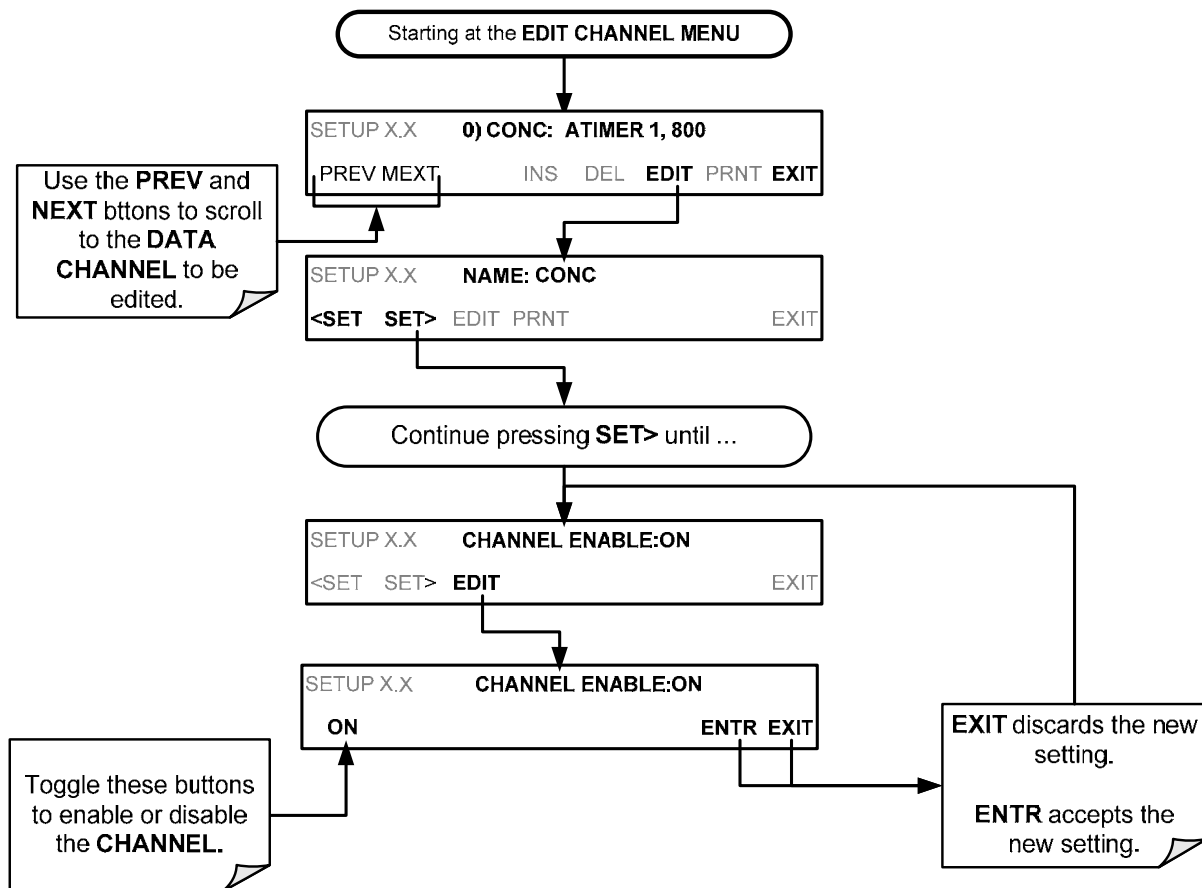 Starting at the EDIT CHANNEL MENU
SETUP X.X 0) CONC: ATIMER 1, 800
PREV MEXT INS DEL EDIT PRNT EXIT
Use the PREV and
NEXT bttons to scroll
to the DATA
CHANNEL to be
edited.
SETUP X.X NAME: CONC
<SET SET> EDIT PRNT EXIT
Continue pressing SET> until ...
SETUP X.X CHANNEL ENABLE:ON
<SET SET> EDIT EXIT
SETUP X.X CHANNEL ENABLE:ON
ON ENTR EXIT
Toggle these buttons
to enable or disable
the CHANNEL.
EXIT discards the new
setting.
ENTR accepts the
new setting.